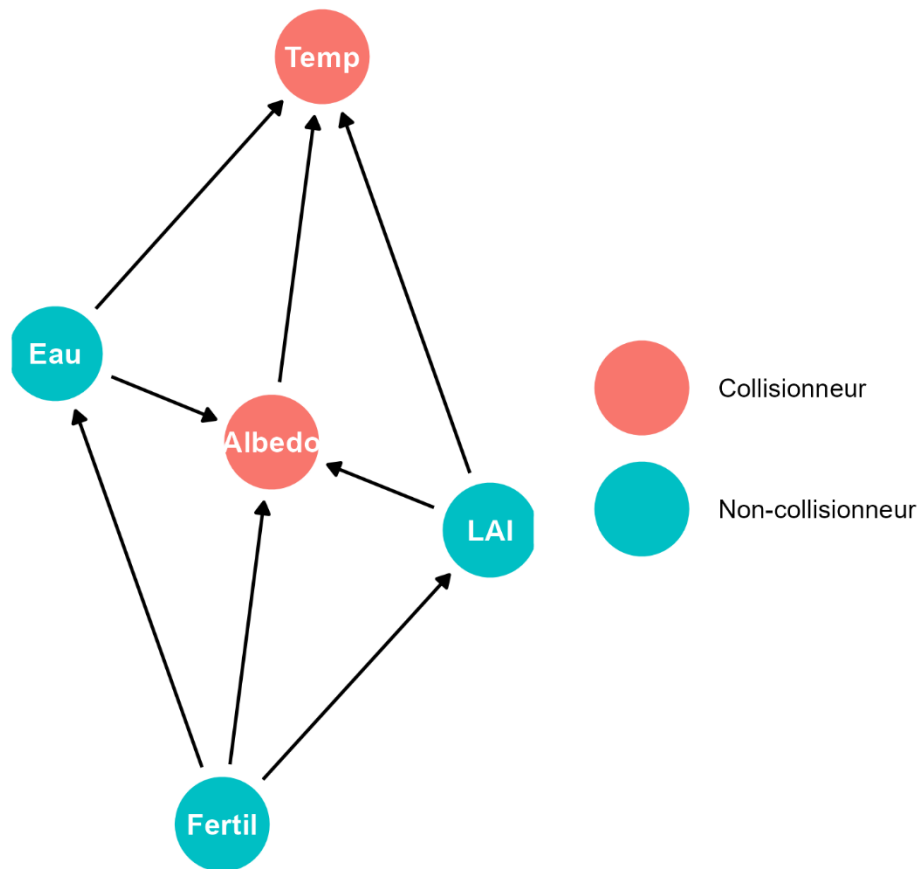 Temp
Eau
Albedo
LAI
Fertil
Collisionneur
Non-collisionneur